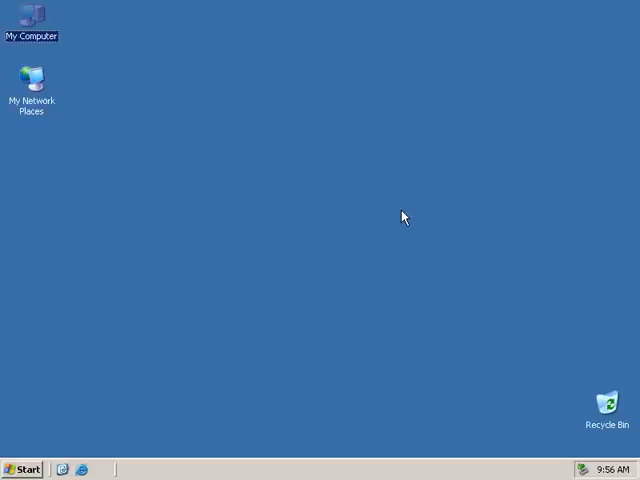 My Computer
My Network
Places
Recycle Bin
Start
9:56 AM